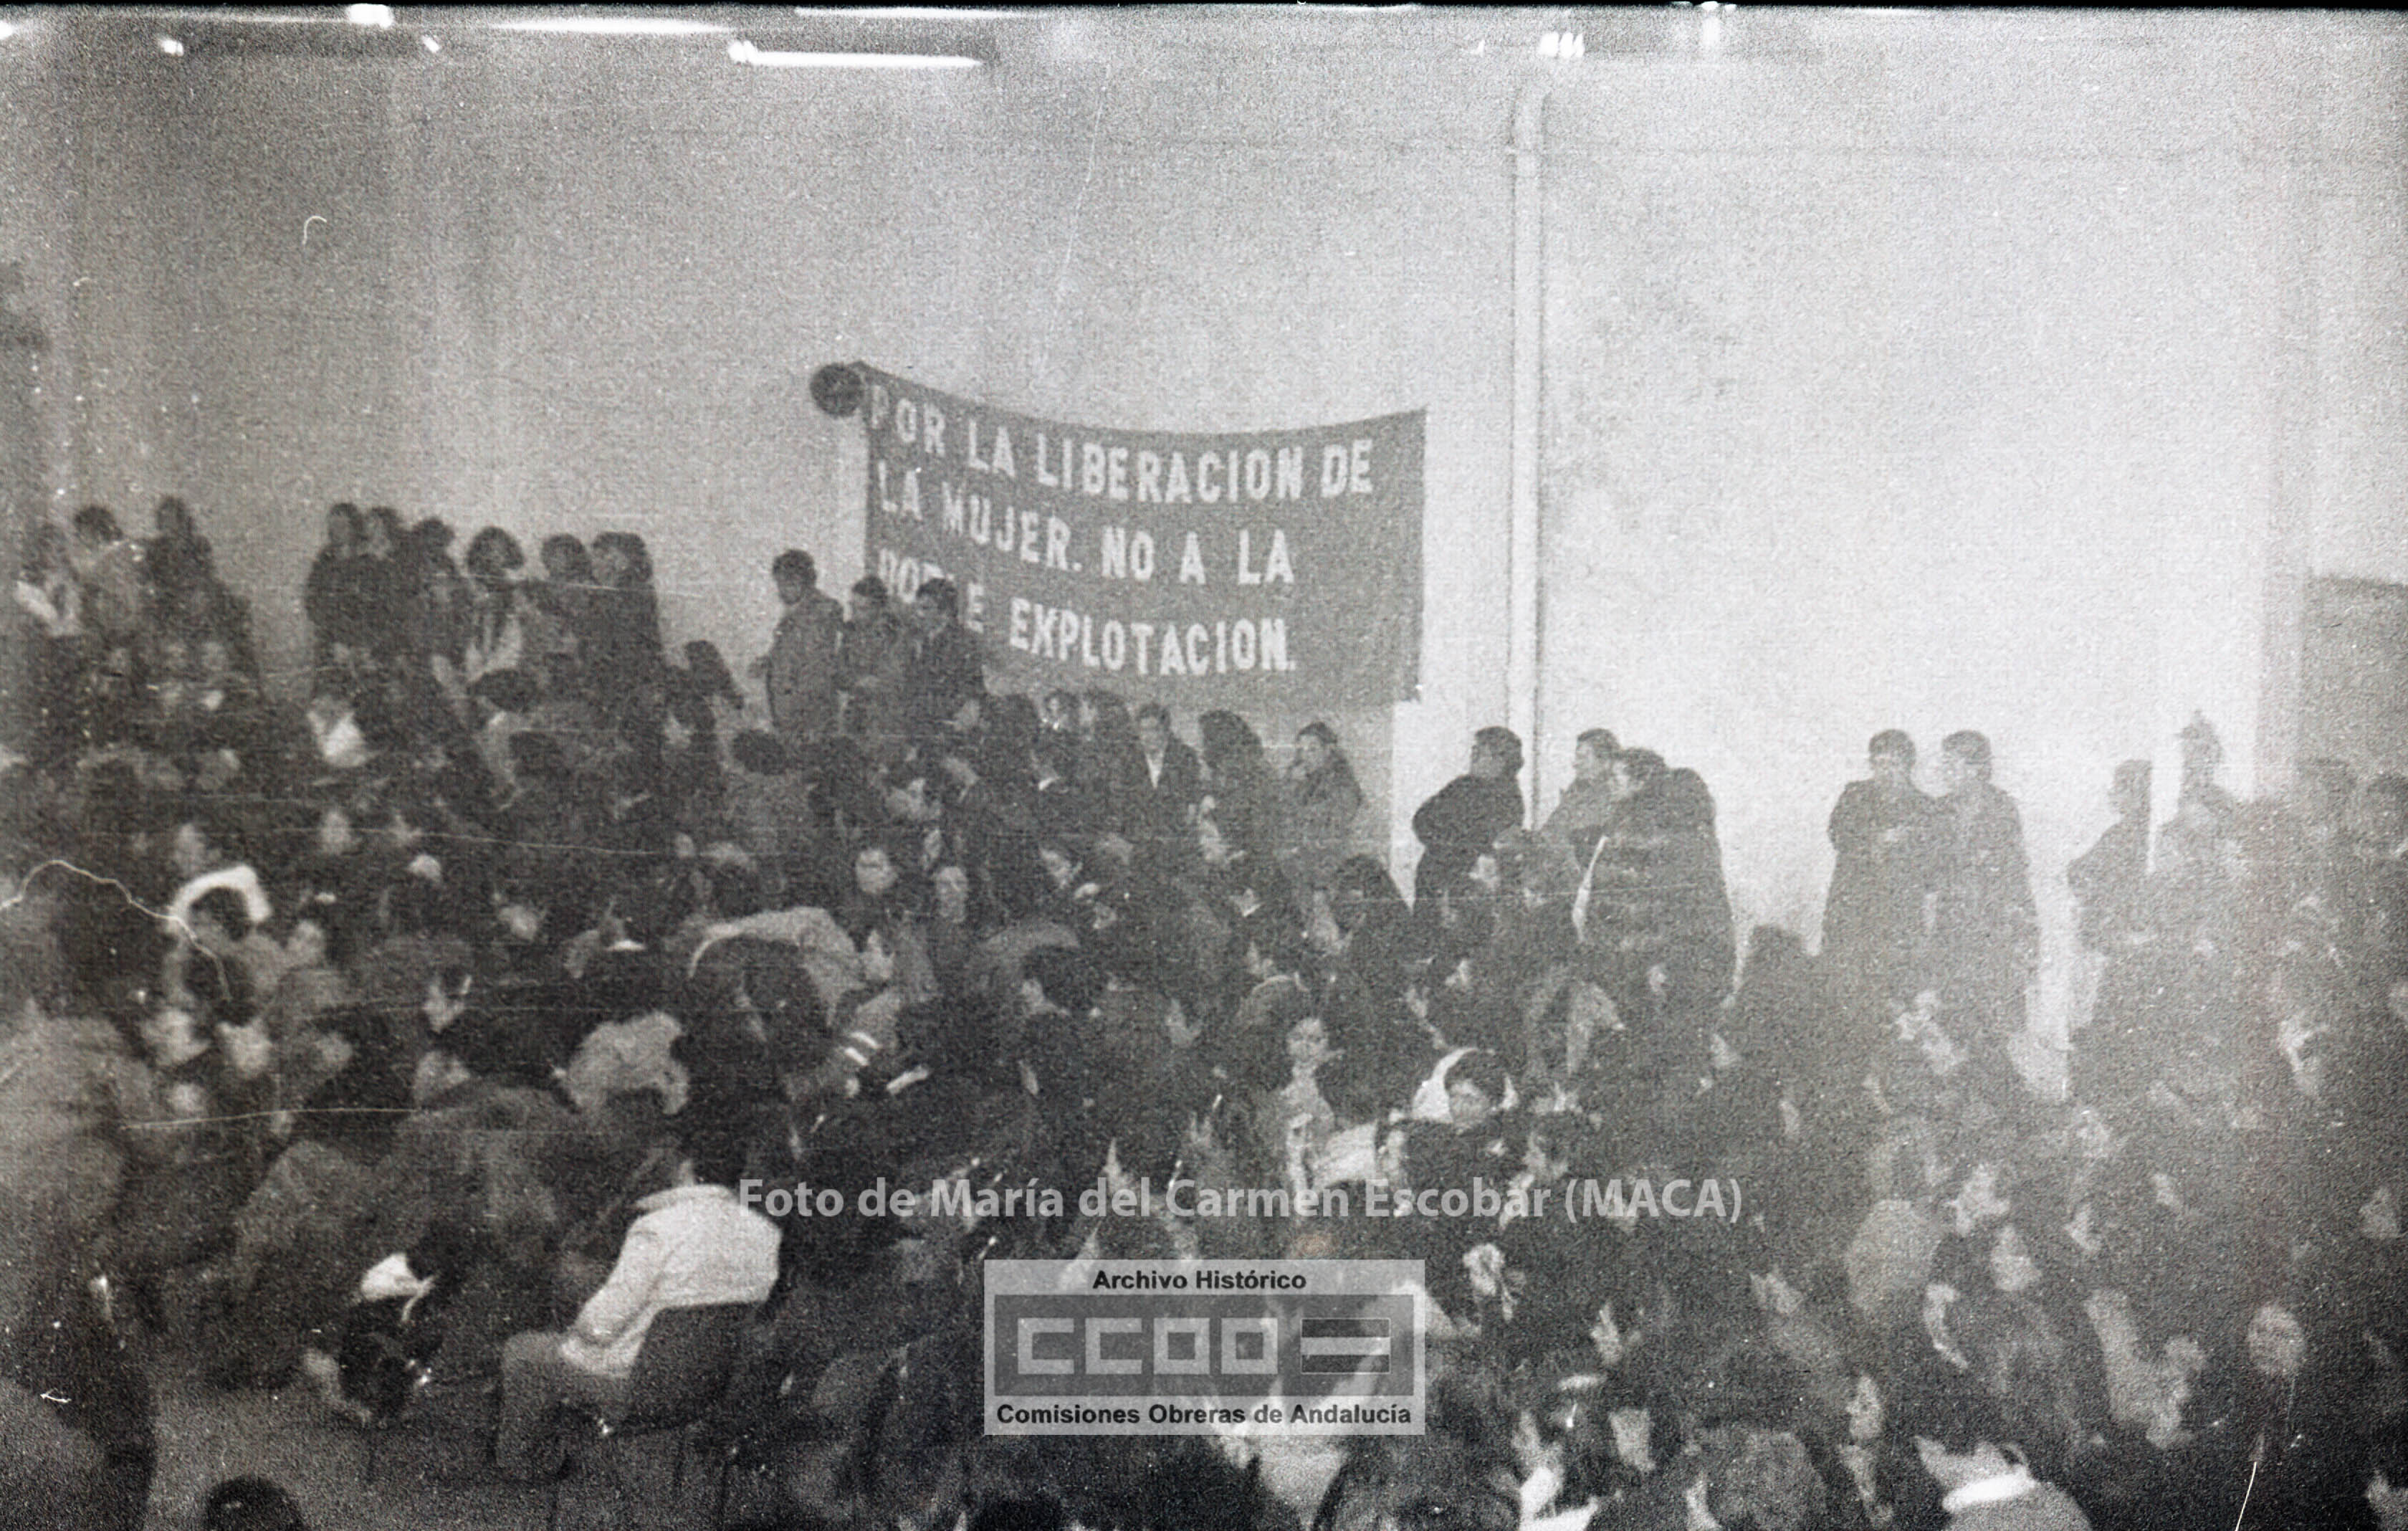 POR LA LIBERACION DE
LA MUJER. NO A LA
DOBLE EXPLOTACION.
Foto de María del Carmen Escobar (MACA)
Archivo Histórico
CCOO
Comisiones Obreras de Andalucía